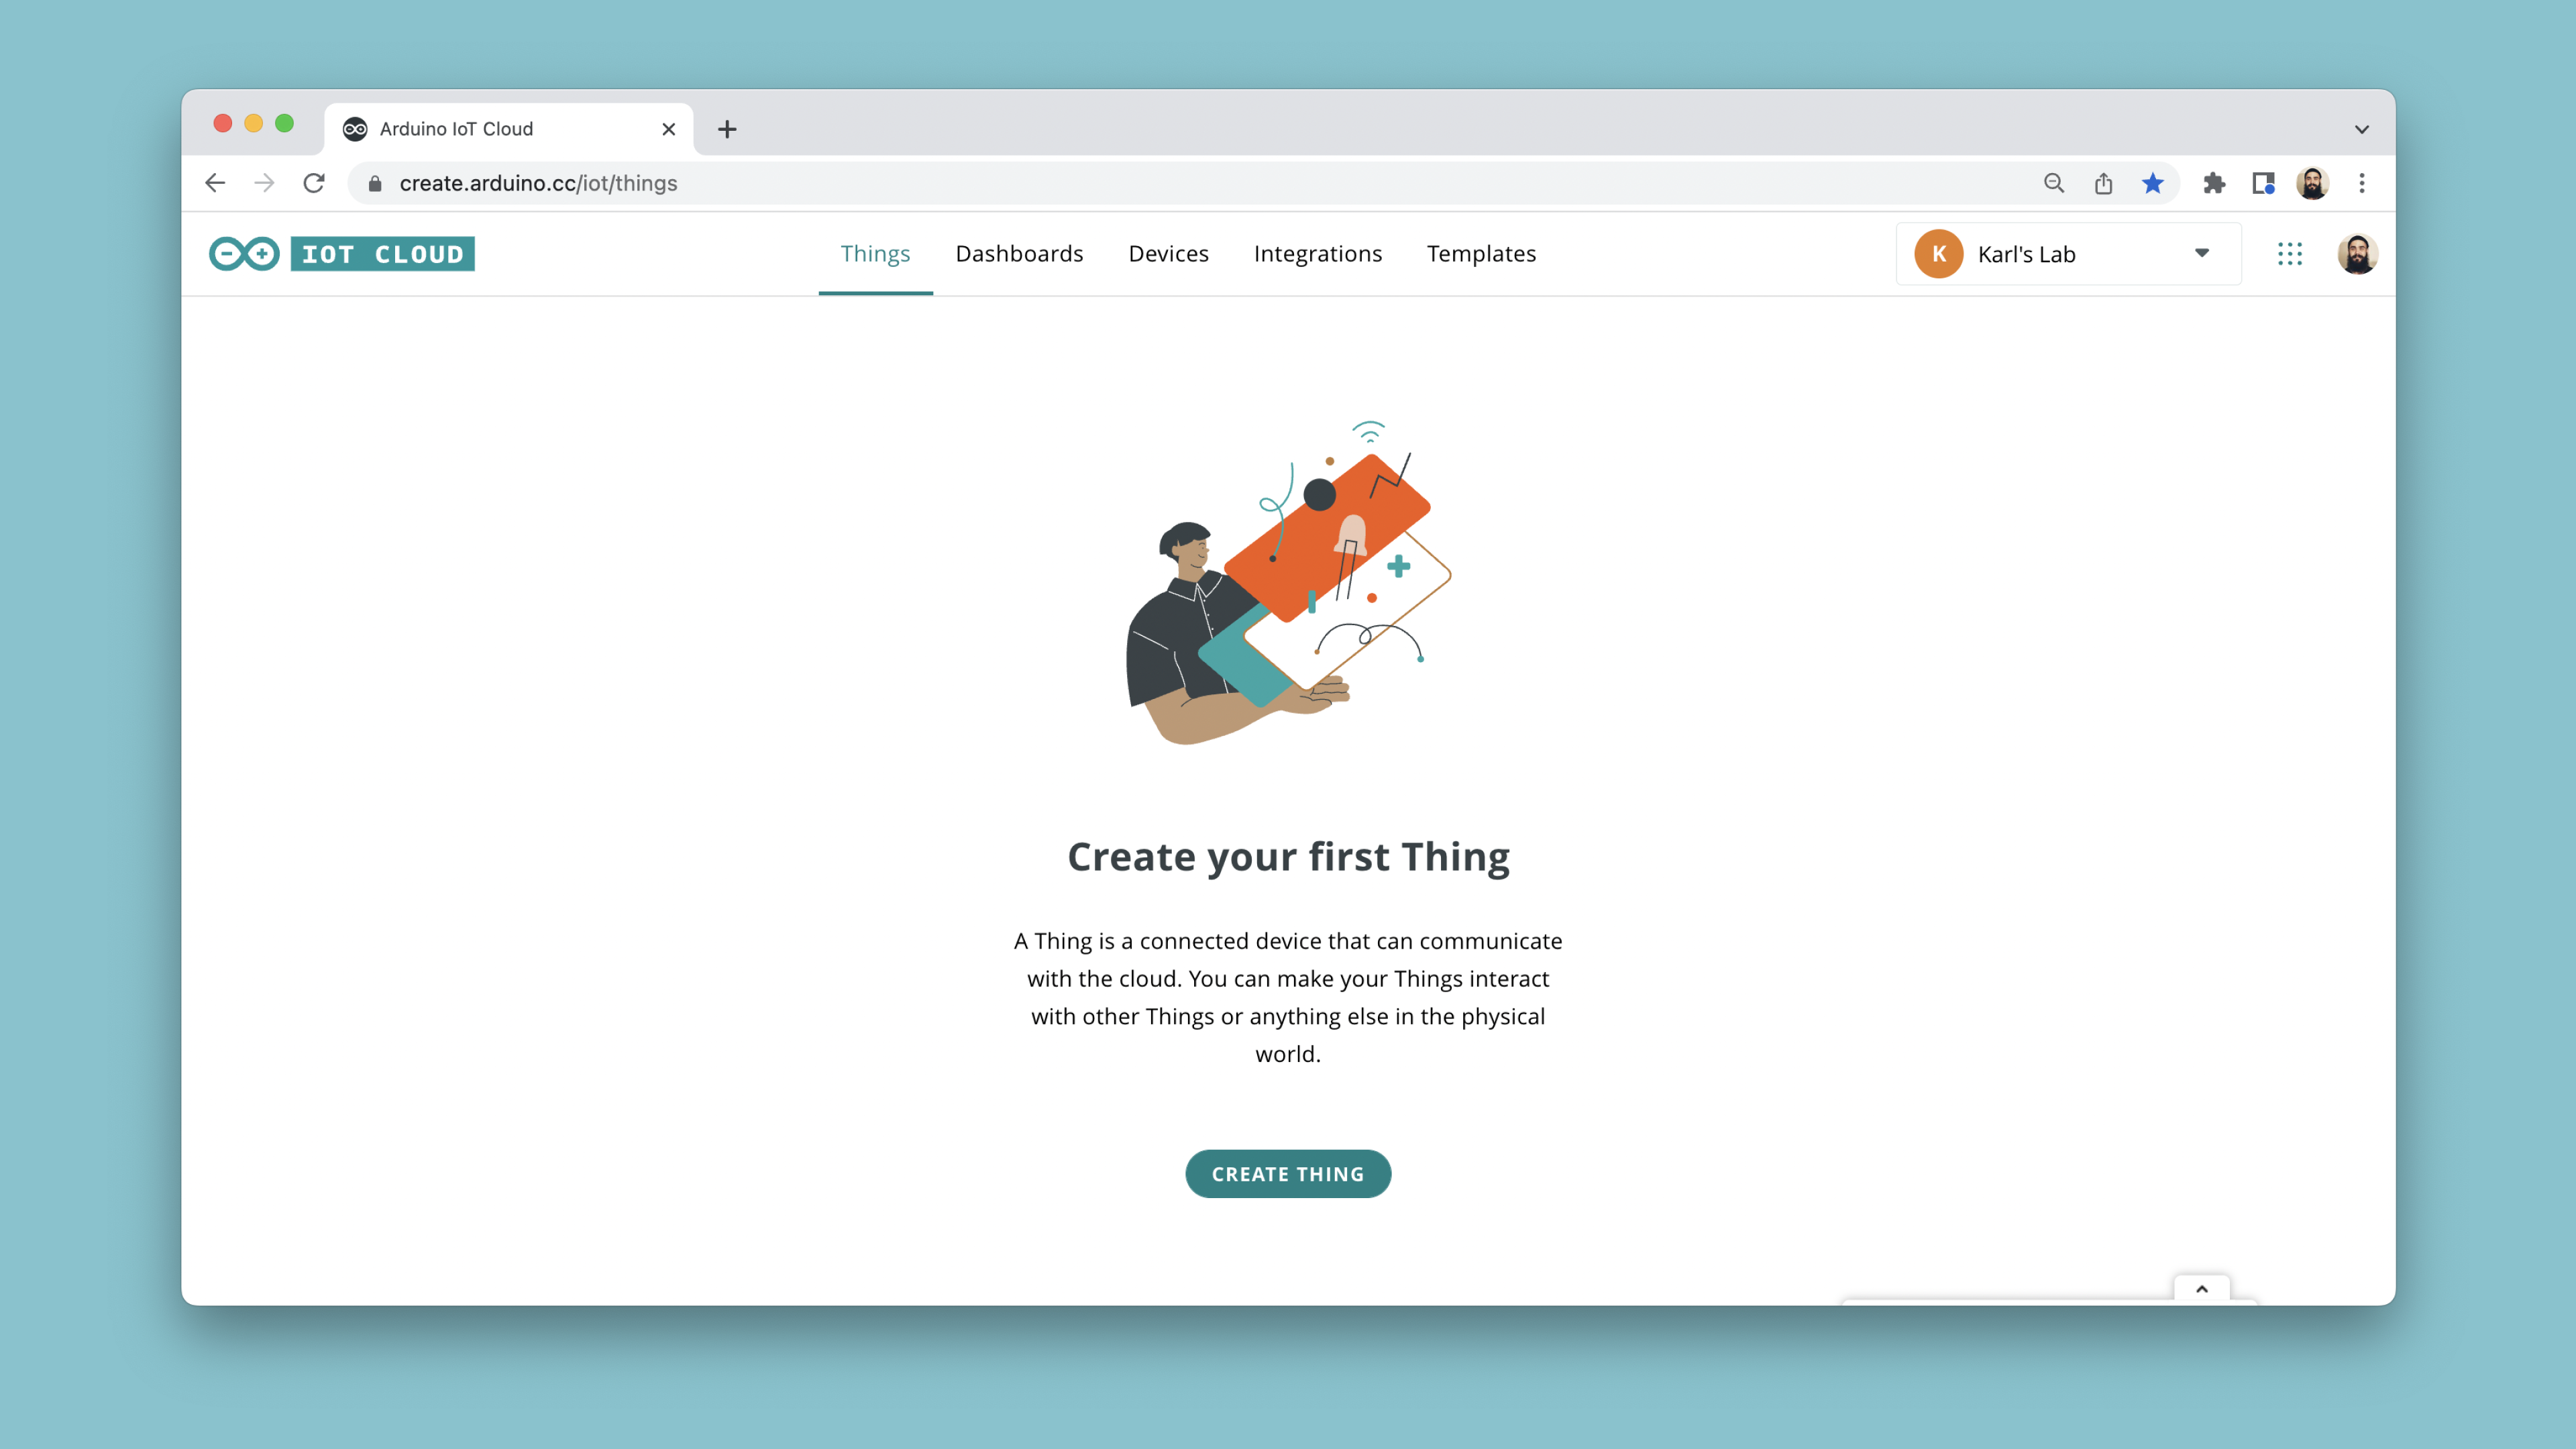 Arduino IoT Cloud
create.arduino.cc/iot/things
IOT CLOUD
Things Dashboards Devices Integrations Templates
K Karl's Lab
Create your first Thing
A Thing is a connected device that can communicate
with the cloud. You can make your Things interact
with other Things or anything else in the physical
world.
CREATE THING